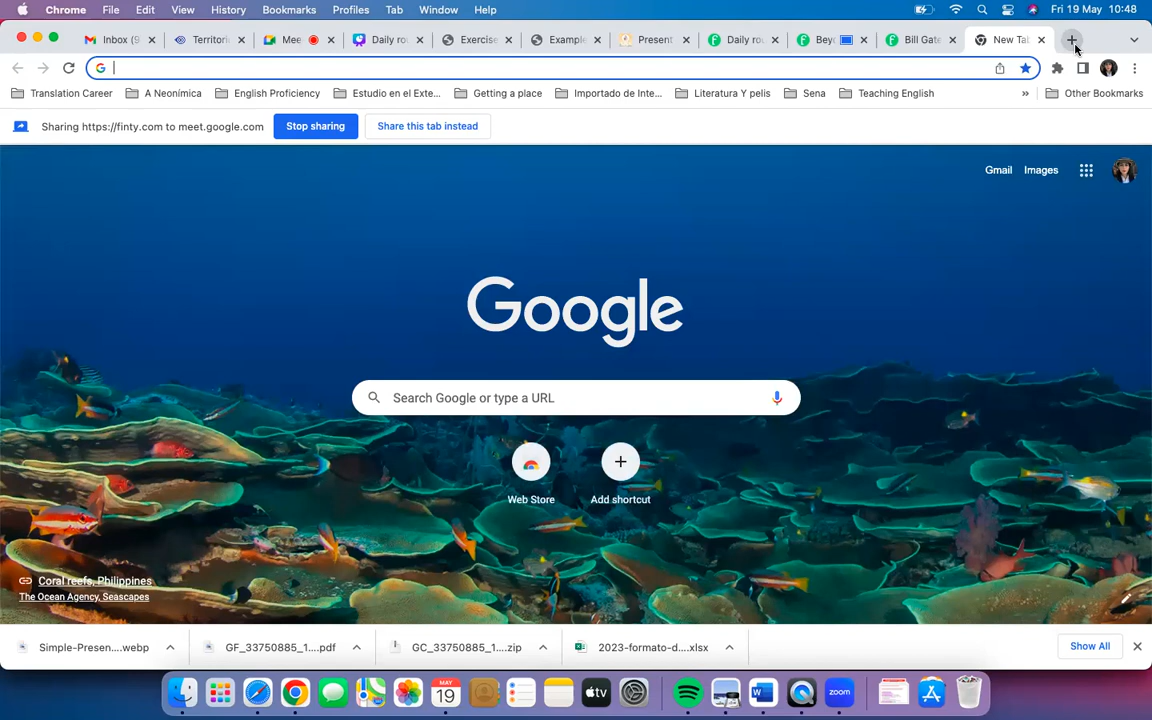 Chrome File Edit View History Bookmarks Profiles Tab Window Help Fri 19 May 10:48
Inbox (9 Territori Mee Daily ro Exercise Example Present Daily ro Bey Bill Gate New Tab
G
Translation Career A Neonímica English Proficiency Estudio en el Exte... Getting a place Importado de Inte... Literatura Y pelis Sena Teaching English » Other Bookmarks
Sharing https://finty.com to meet.google.com Stop sharing Share this tab instead
Gmail Images
Google
Search Google or type a URL
Web Store Add shortcut
Coral reefs, Philippines
The Ocean Agency, Seascapes
Simple-Presen....webp GF_33750885_1....pdf GC_33750885_1....zip 2023-formato-d....xlsx Show All
MAY
19 tv zoom